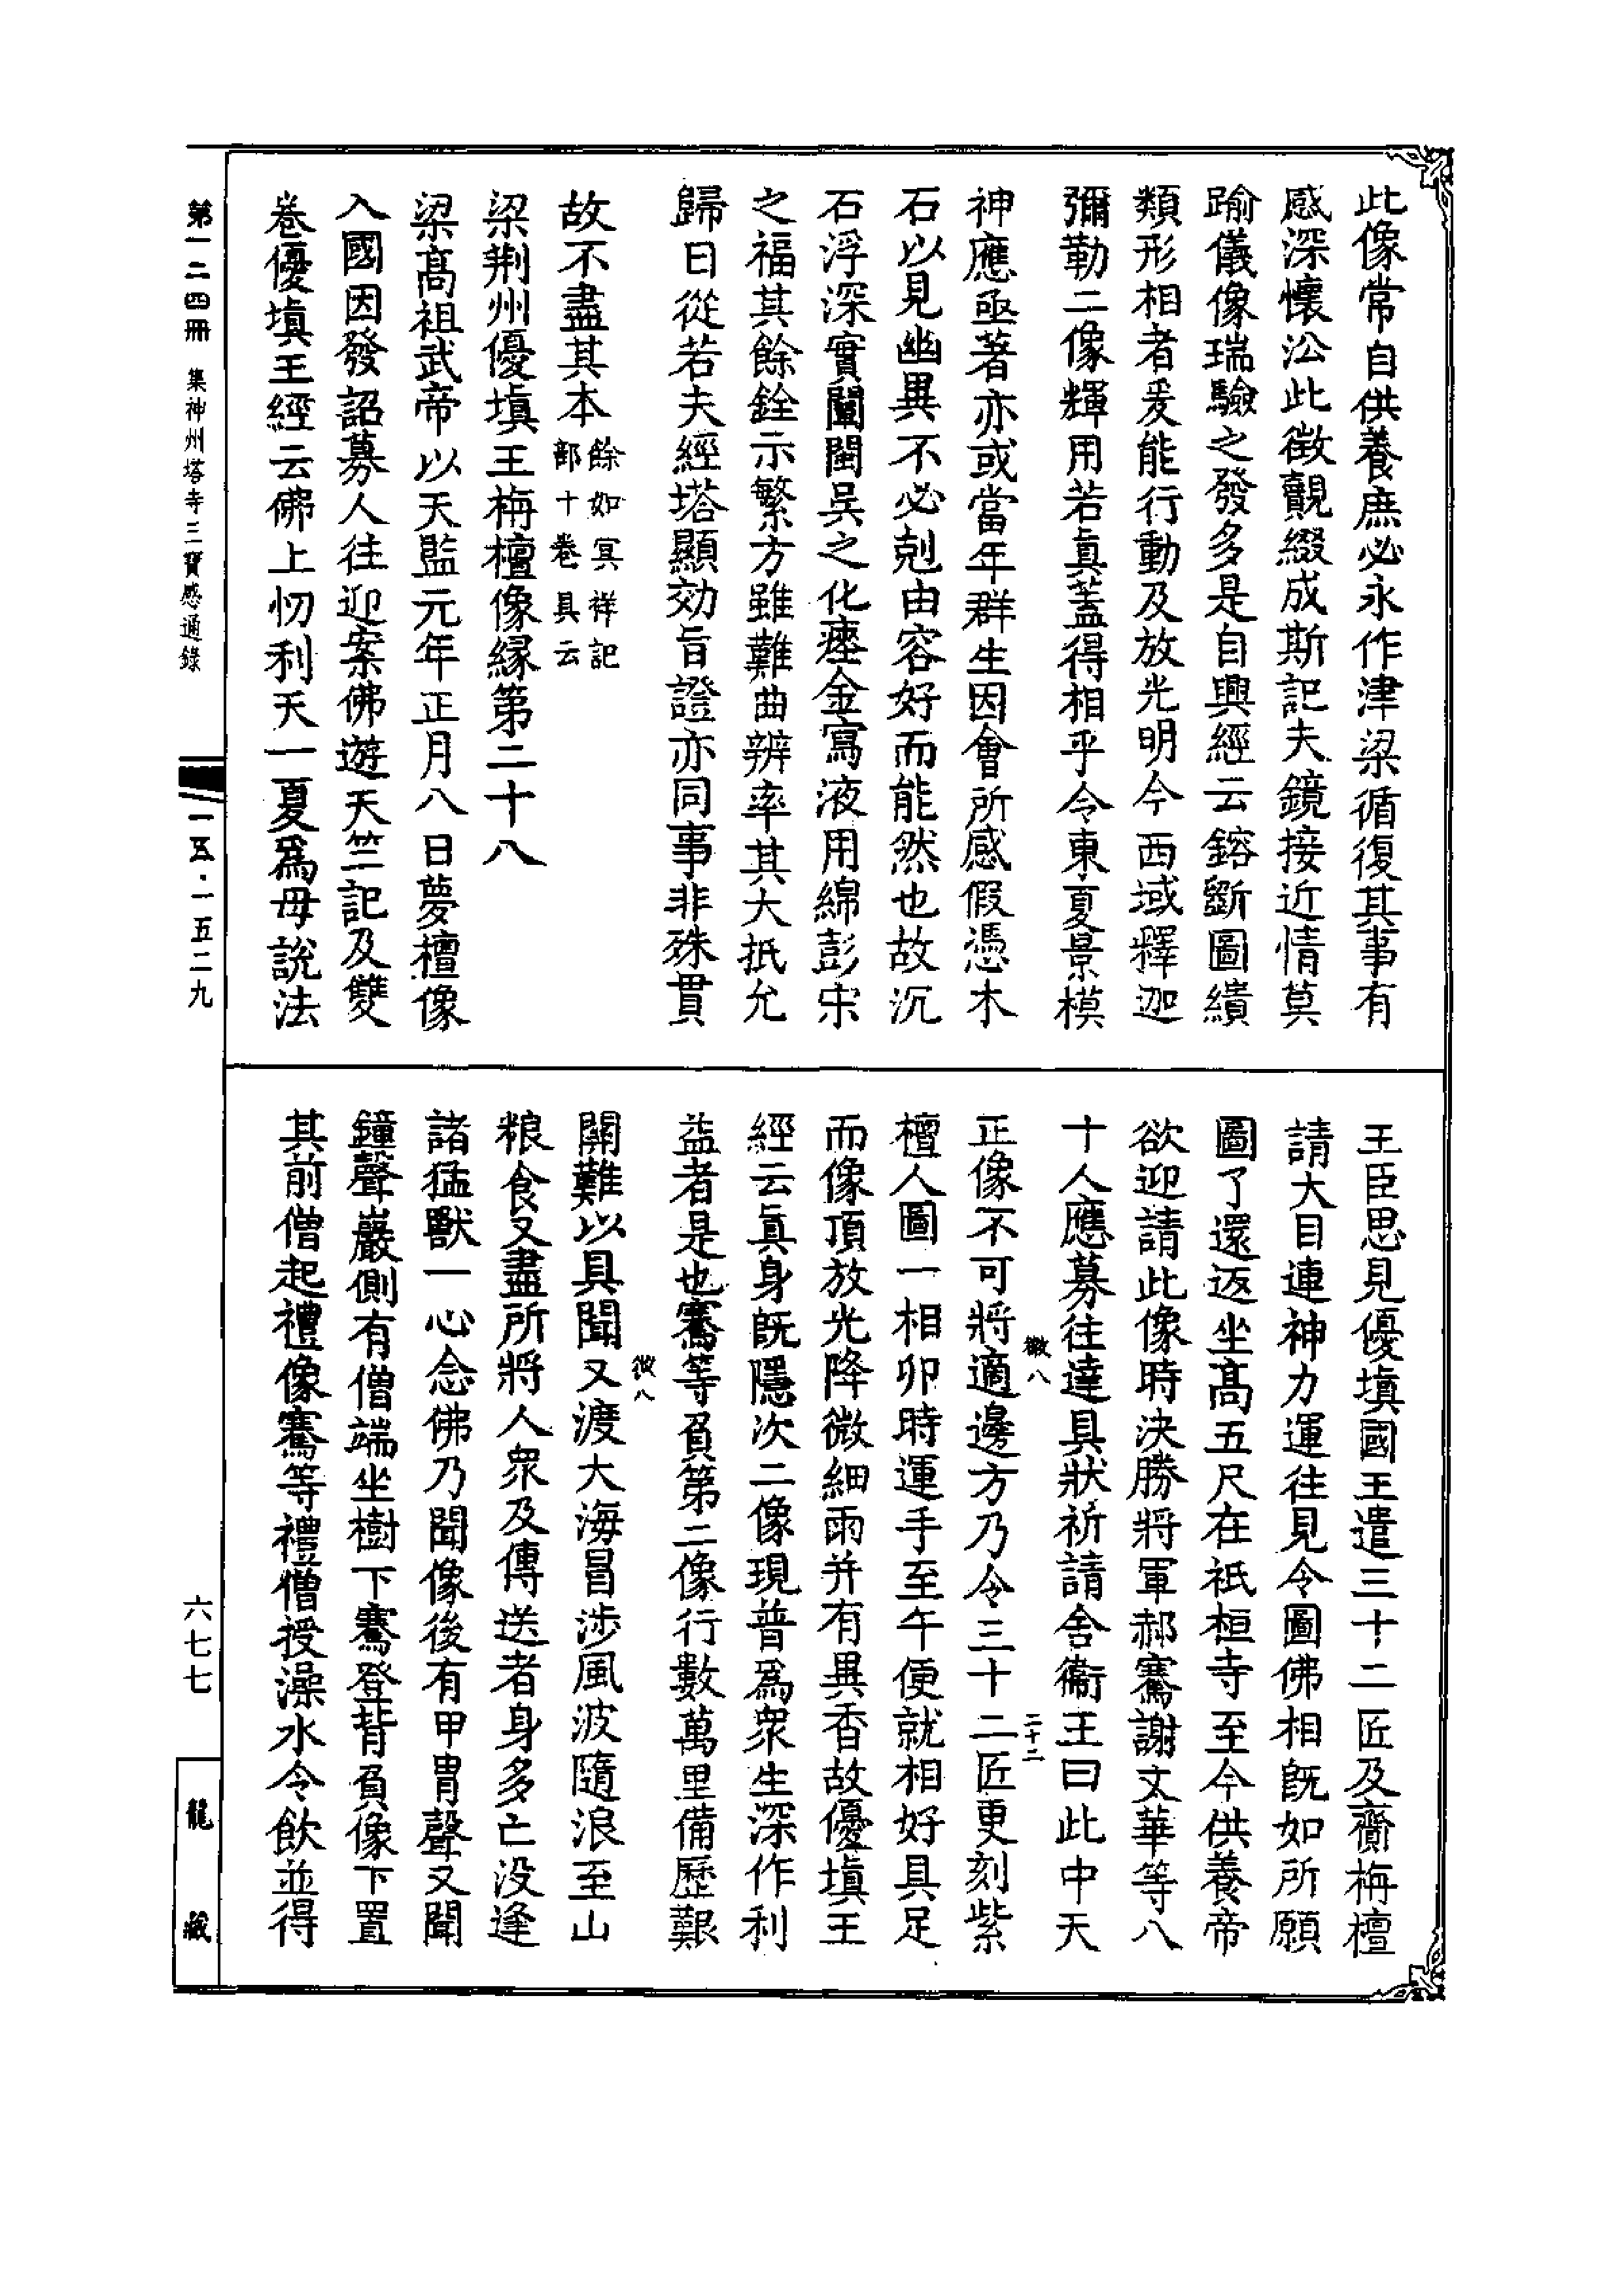 此像常自供養庶必永作津梁循復其事有
感深懷㳂此徴覿綴成斯記夫鏡接近情莫
踰儀像瑞驗之發多是自興經云鎔斵圖繢
類形相者爰能行動及放光明今西域釋迦
彌勒二像輝用若真葢得相乎今東夏景模
神應亟著亦或當年群生因會所感假憑木
石以見幽異不必剋由容好而能然也故沉
石浮深實闡閩吳之化塵金寫液用綿彭宋
之福其餘銓示繁方雖難曲辨率其大抵允
歸日從若夫經塔顯効旨證亦同事非殊貫
故不盡其本餘如冥祥記
部十卷具云
梁荆州優塡王栴檀像縁第二十八
梁髙祖武帝以天監元年正月八日夢檀像
入國因發詔募人往迎案佛遊天竺記及雙
卷優塡王經云佛上忉利天一夏爲母説法
王臣思見優塡國王遣三十二匠及齎栴檀
請大目連神力運往見令圖佛相旣如所願
圖了還返坐髙五尺在祇桓寺至今供養帝
欲迎請此像時決勝將軍郝騫謝文華等八
十人應募往達具狀祈請舍衞王曰此中天
徽八
二十二
正像不可將適邊方乃令三十二匠更刻紫
檀人圖一相卯時運手至午便就相好具足
而像頂放光降微細雨并有異香故優塡王
經云真身旣隱次二像現普爲衆生深作利
益者是也騫等負第二像行數萬里備歷艱
徽八
關難以具聞又渡大海冒涉風波隨浪至山
粮食又盡所將人衆及傳送者身多亡没逢
諸猛獸一心念佛乃聞像後有甲胄聲又聞
鐘聲巖側有僧端坐樹下騫登背負像下置
其前僧起禮像騫等禮僧授澡水令飲並得
第一二四冊 集神州塔寺三寶感通錄
一五·一五二九
六七七
龍藏